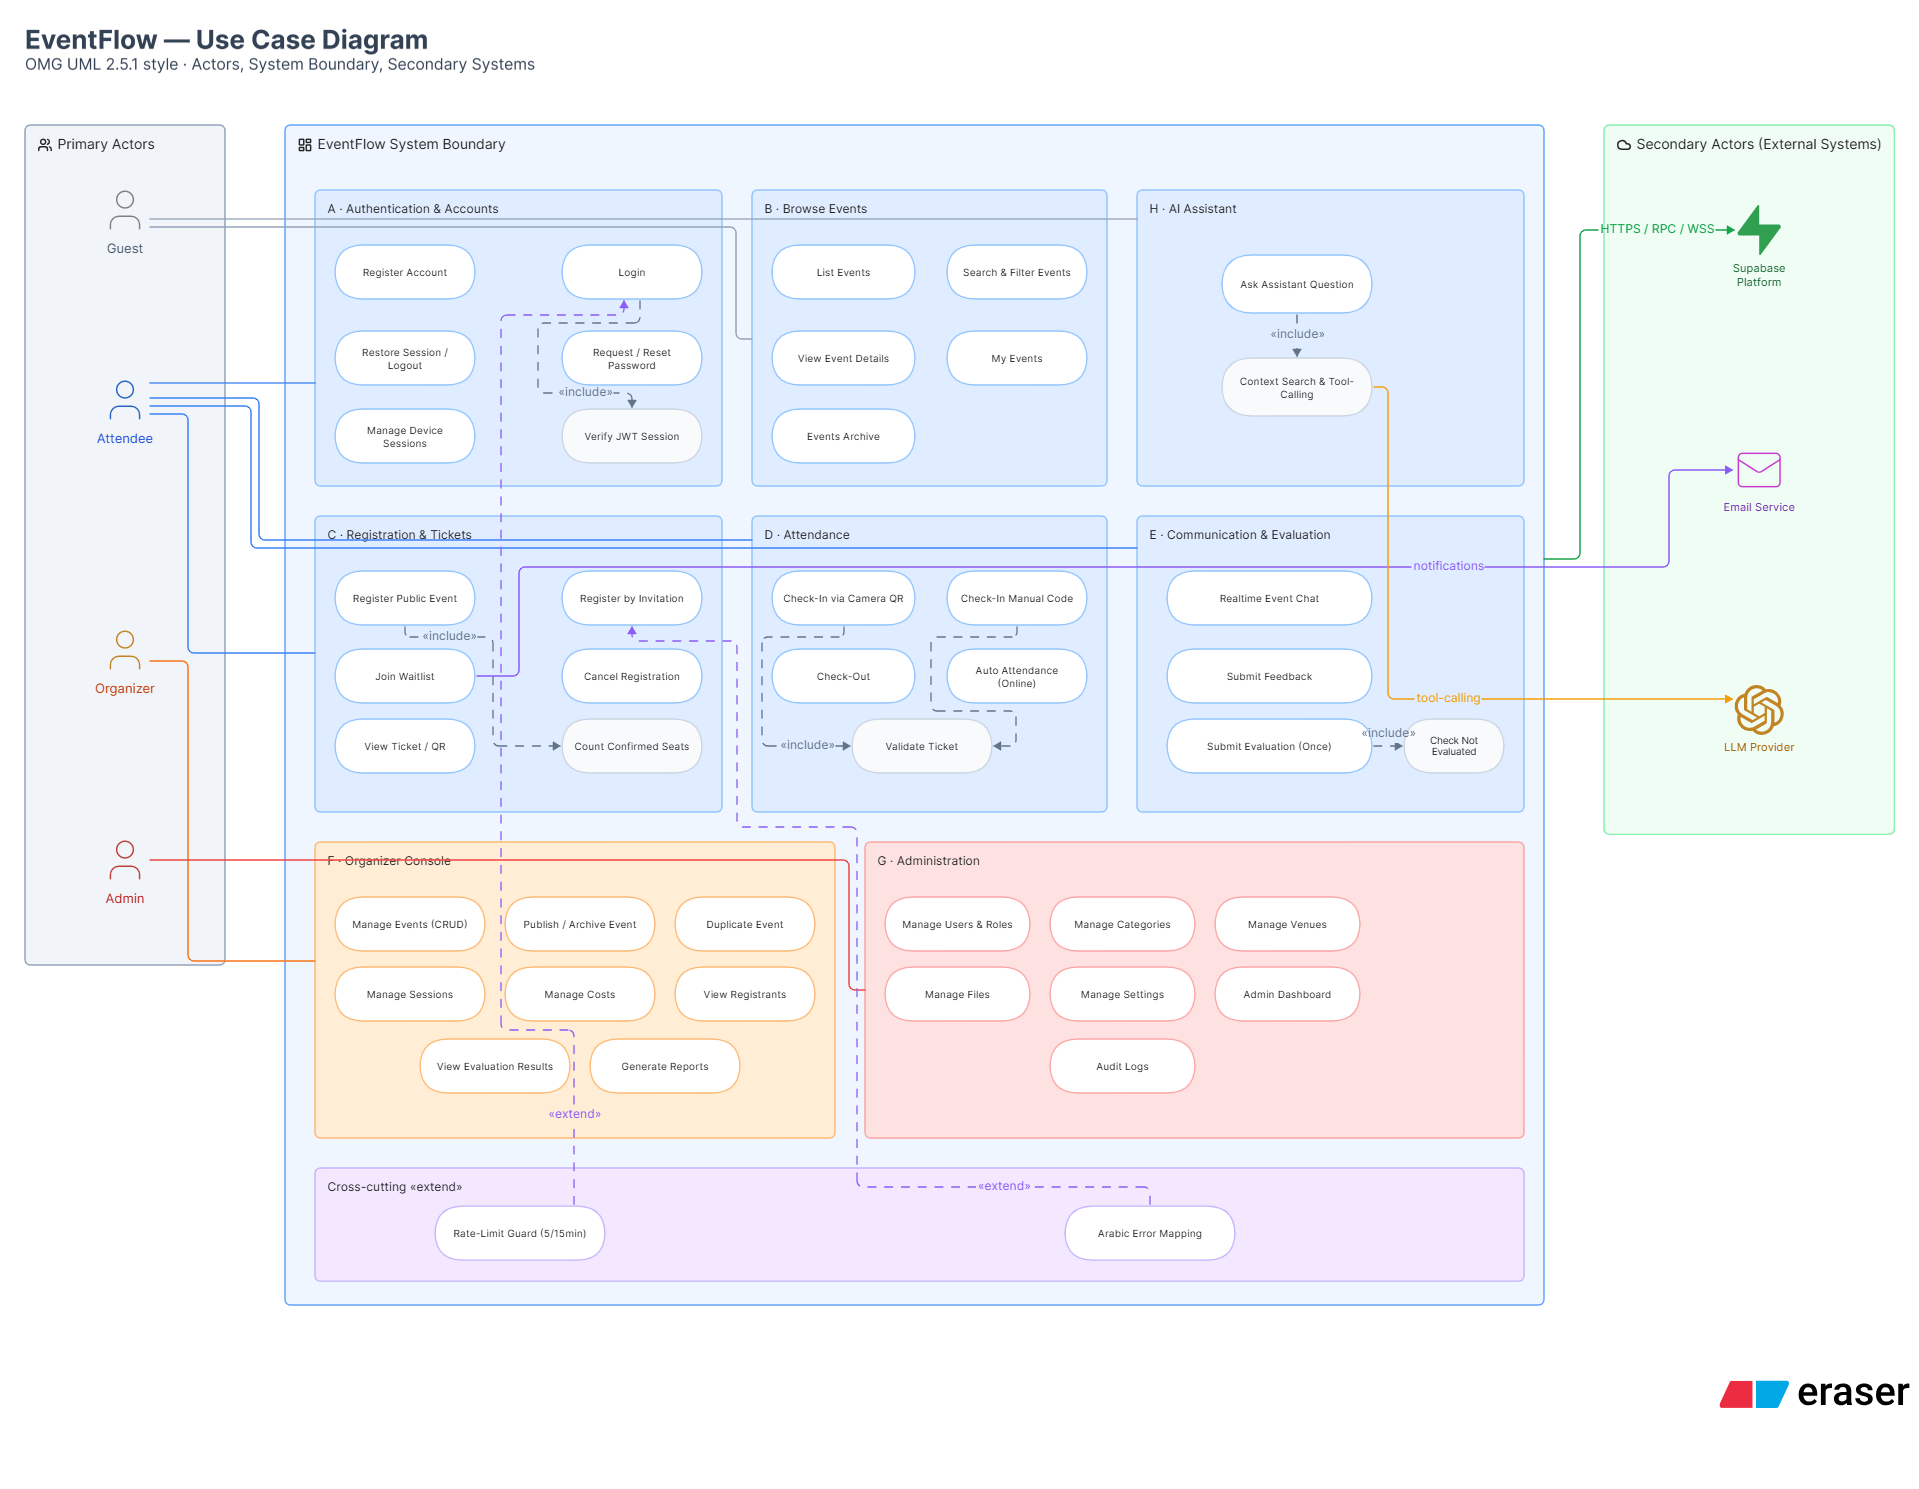 EventFlow — Use Case Diagram
OMG UML 2.5.1 style · Actors, System Boundary, Secondary Systems
Primary Actors
Guest
Attendee
Organizer
Admin
EventFlow System Boundary
A · Authentication & Accounts
Register Account
Login
Restore Session /
Logout
Request / Reset
Password
«include»
Manage Device
Sessions
Verify JWT Session
B · Browse Events
List Events
Search & Filter Events
View Event Details
My Events
Events Archive
H · AI Assistant
Ask Assistant Question
«include»
Context Search & Tool-
Calling
C · Registration & Tickets
Register Public Event
Register by Invitation
«include»
Join Waitlist
Cancel Registration
View Ticket / QR
Count Confirmed Seats
D · Attendance
Check-In via Camera QR
Check-In Manual Code
Check-Out
Auto Attendance
(Online)
«include»
Validate Ticket
E · Communication & Evaluation
notifications
Realtime Event Chat
Submit Feedback
tool-calling
Submit Evaluation (Once)
«include»
Check Not
Evaluated
F · Organizer Console
Manage Events (CRUD)
Publish / Archive Event
Duplicate Event
Manage Sessions
Manage Costs
View Registrants
View Evaluation Results
Generate Reports
«extend»
G · Administration
Manage Users & Roles
Manage Categories
Manage Venues
Manage Files
Manage Settings
Admin Dashboard
Audit Logs
Cross-cutting «extend»
«extend»
Rate-Limit Guard (5/15min)
Arabic Error Mapping
Secondary Actors (External Systems)
HTTPS / RPC / WSS
Supabase
Platform
Email Service
LLM Provider
eraser